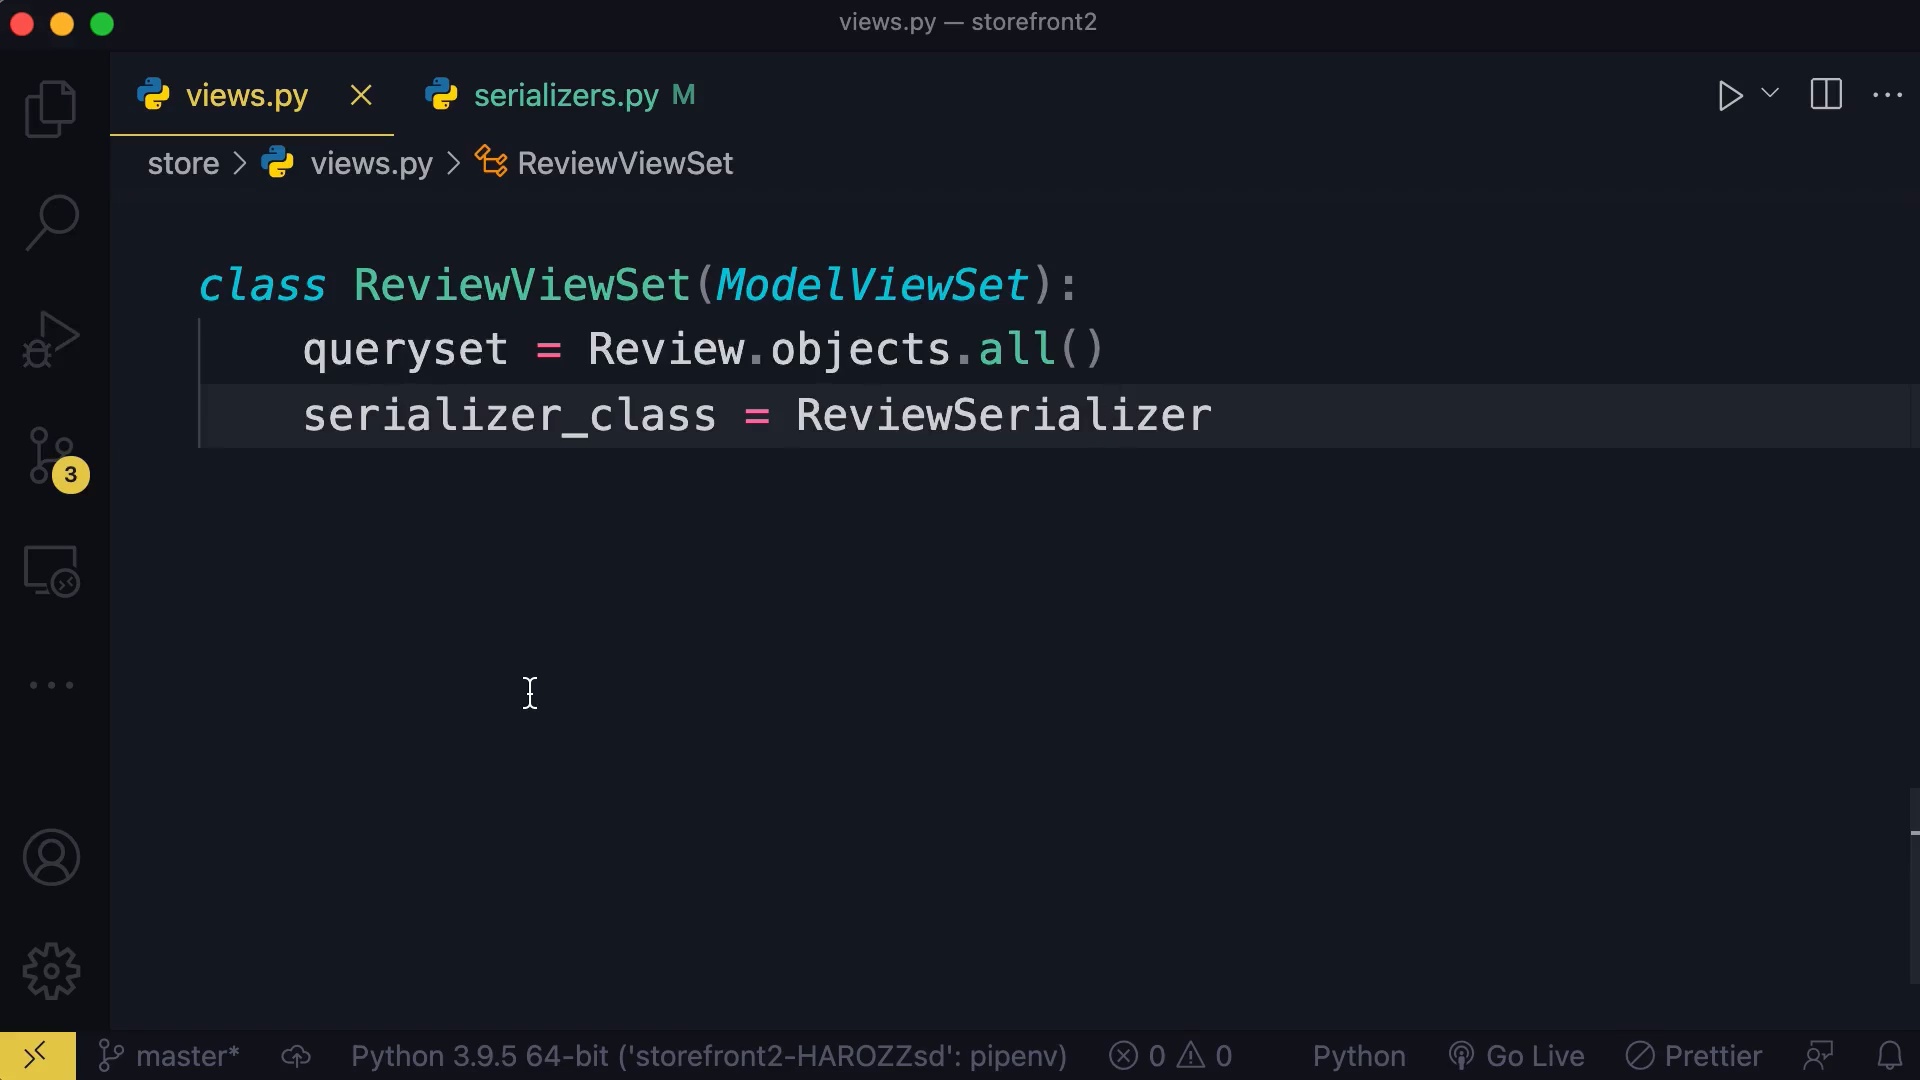 views.py — storefront2
views.py
serializers.py M
store > views.py > ReviewViewSet
class ReviewViewSet(ModelViewSet):
queryset = Review.objects.all()
serializer_class = ReviewSerializer
3
master*
Python 3.9.5 64-bit ('storefront2-HAROZZsd': pipenv)
0
0
Python
Go Live
Prettier